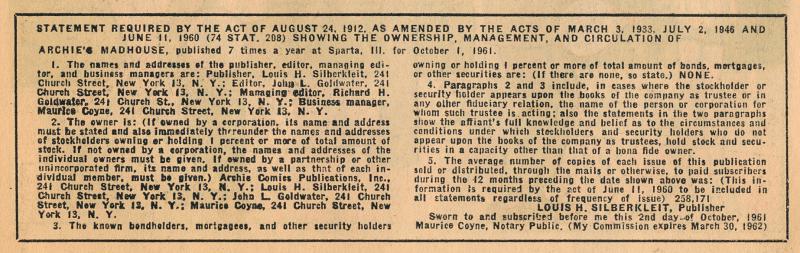 STATEMENT REQUIRED BY THE ACT OF AUGUST 24, 1912, AS AMENDED BY THE ACTS OF MARCH 3, 1933, JULY 2, 1946 AND
JUNE 11, 1960 (74 STAT. 208) SHOWING THE OWNERSHIP, MANAGEMENT, AND CIRCULATION OF
ARCHIE'S MADHOUSE, published 7 times a year at Sparta, Ill. for October 1, 1961.
1. The names and addresses of the publisher, editor, managing edi-
tor, and business managers are: Publisher, Louis H. Silberkleit, 241
Church Street, New York 13, N. Y.; Editor, John L. Goldwater, 241
Church Street, New York 13, N. Y.; Managing editor, Richard H.
Goldwater, 241 Church St., New York 13, N. Y.; Business manager,
Maurice Coyne, 241 Church Street, New York 13, N. Y.
2. The owner is: (If owned by a corporation, its name and address
must be stated and also immediately thereunder the names and addresses
of stockholders owning or holding 1 percent or more of total amount of
stock. If not owned by a corporation, the names and addresses of the
individual owners must be given. If owned by a partnership or other
unincorporated firm, its name and address, as well as that of each in-
dividual member, must be given.) Archie Comics Publications, Inc.,
241 Church Street, New York 13, N. Y.; Louis H. Silberkleit, 241
Church Street, New York 13, N. Y.; John L. Goldwater, 241 Church
Street, New York 13, N. Y.; Maurice Coyne, 241 Church Street, New
York 13, N. Y.
3. The known bondholders, mortgagees, and other security holders
owning or holding 1 percent or more of total amount of bonds, mortgages,
or other securities are: (If there are none, so state.) NONE.
4. Paragraphs 2 and 3 include, in cases where the stockholder or
security holder appears upon the books of the company as trustee or in
any other fiduciary relation, the name of the person or corporation for
whom such trustee is acting; also the statements in the two paragraphs
show the affiant's full knowledge and belief as to the circumstances and
conditions under which stockholders and security holders who do not
appear upon the books of the company as trustees, hold stock and secu-
rities in a capacity other than that of a bona fide owner.
5. The average number of copies of each issue of this publication
sold or distributed, through the mails or otherwise, to paid subscribers
during the 12 months preceding the date shown above was: (This in-
formation is required by the act of June 11, 1960 to be included in
all statements regardless of frequency of issue) 258,171
LOUIS H. SILBERKLEIT, Publisher
Sworn to and subscribed before me this 2nd day of October, 1961
Maurice Coyne, Notary Public. (My Commission expires March 30, 1962)